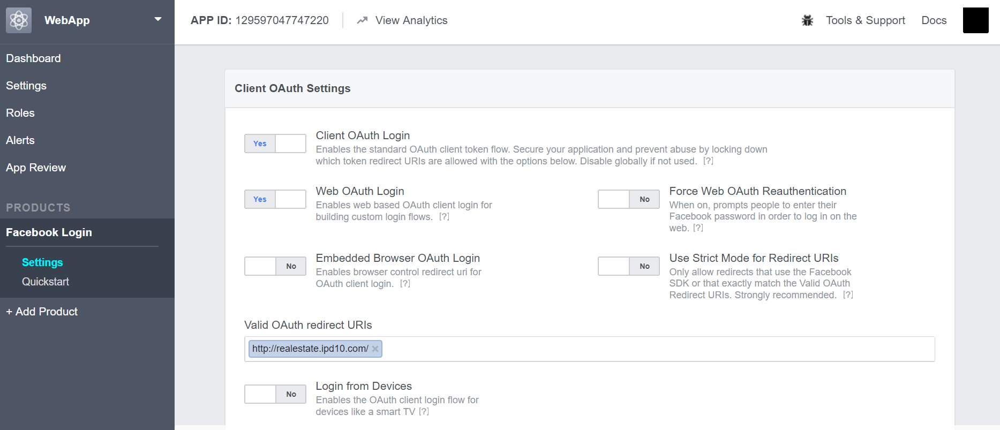 WebApp
APP ID: 129597047747220
View Analytics
Tools & Support
Docs
Dashboard
Settings
Roles
Alerts
App Review
PRODUCTS
Facebook Login
Settings
Quickstart
+ Add Product
Client OAuth Settings
Yes
Client OAuth Login
Enables the standard OAuth client token flow. Secure your application and prevent abuse by locking down
which token redirect URIs are allowed with the options below. Disable globally if not used. [?]
Yes
Web OAuth Login
Enables web based OAuth client login for
building custom login flows. [?]
No
Force Web OAuth Reauthentication
When on, prompts people to enter their
Facebook password in order to log in on the
web. [?]
No
Embedded Browser OAuth Login
Enables browser control redirect uri for
OAuth client login. [?]
No
Use Strict Mode for Redirect URIs
Only allow redirects that use the Facebook
SDK or that exactly match the Valid OAuth
Redirect URIs. Strongly recommended. [?]
Valid OAuth redirect URIs
http://realestate.ipd10.com/ ×
No
Login from Devices
Enables the OAuth client login flow for
devices like a smart TV [?]